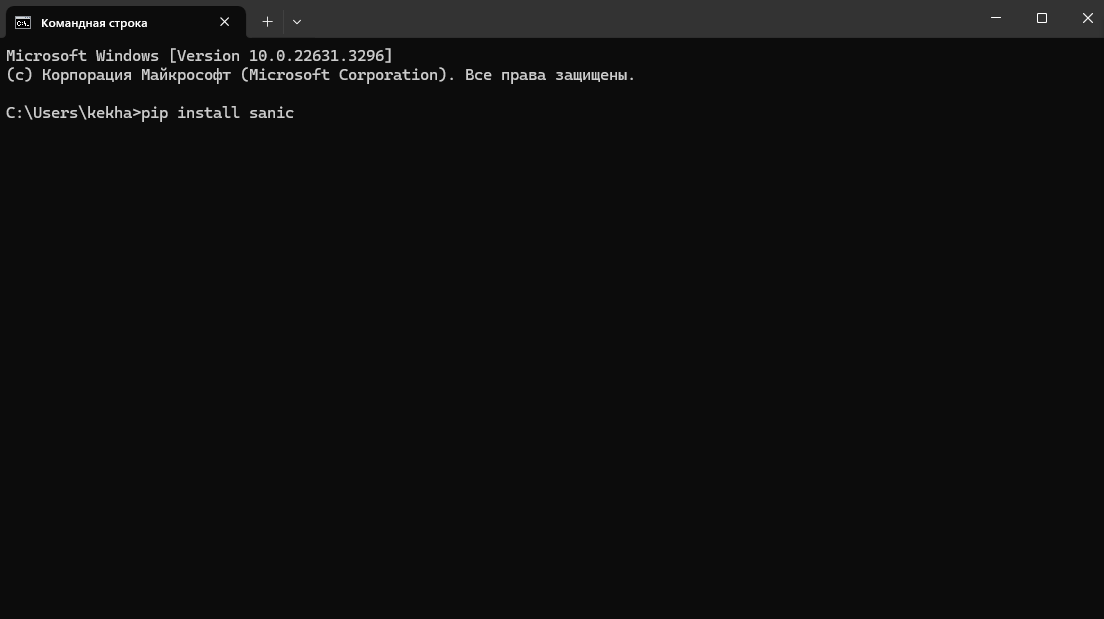 Командная строка
Microsoft Windows [Version 10.0.22631.3296]
(c) Корпорация Майкрософт (Microsoft Corporation). Все права защищены.
C:\Users\kekha>pip install sanic